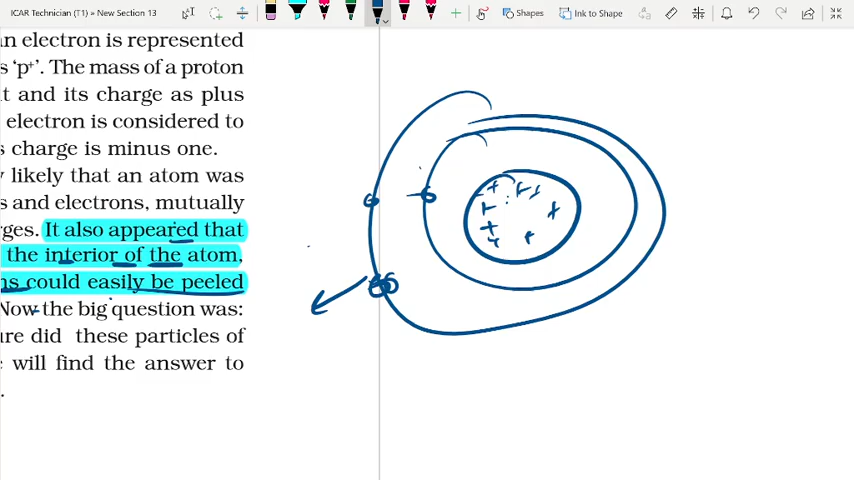 ICAR Technician (T1) » New Section 13
Shapes
Ink to Shape
an electron is represented
s ‘p⁺’. The mass of a proton
t and its charge as plus
electron is considered to
s charge is minus one.
y likely that an atom was
s and electrons, mutually
rges. It also appeared that
the interior of the atom,
ns could easily be peeled
Now the big question was:
ure did these particles of
e will find the answer to
.